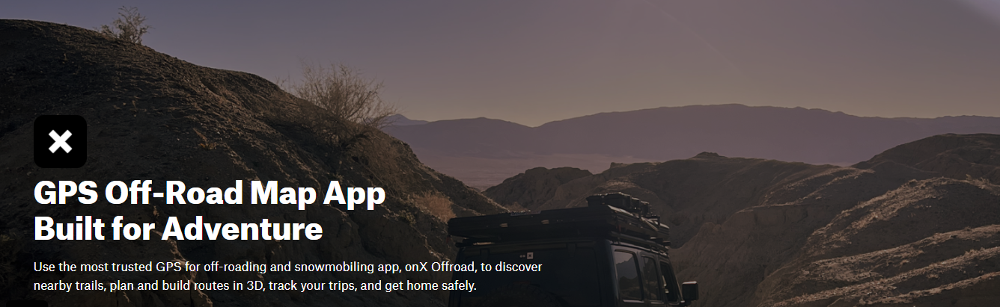 GPS Off-Road Map App
Built for Adventure
Use the most trusted GPS for off-roading and snowmobiling app, onX Offroad, to discover
nearby trails, plan and build routes in 3D, track your trips, and get home safely.